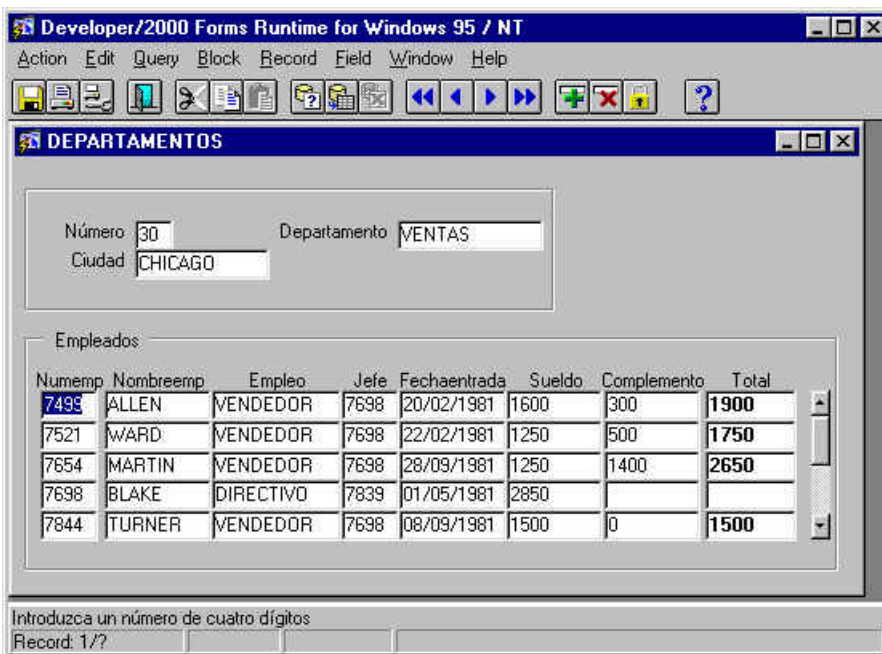 Developer/2000 Forms Runtime for Windows 95 / NT
Action Edit Query Block Record Field Window Help
DEPARTAMENTOS
Número 30 Departamento VENTAS
Ciudad CHICAGO
Empleados
Numemp Nombreemp Empleo Jefe Fechaentrada Sueldo Complemento Total
7499 ALLEN VENDEDOR 7698 20/02/1981 1600 300 1900
7521 WARD VENDEDOR 7698 22/02/1981 1250 500 1750
7654 MARTIN VENDEDOR 7698 28/09/1981 1250 1400 2650
7698 BLAKE DIRECTIVO 7839 01/05/1981 2850
7844 TURNER VENDEDOR 7698 08/09/1981 1500 0 1500
Introduzca un número de cuatro dígitos
Record: 1/?